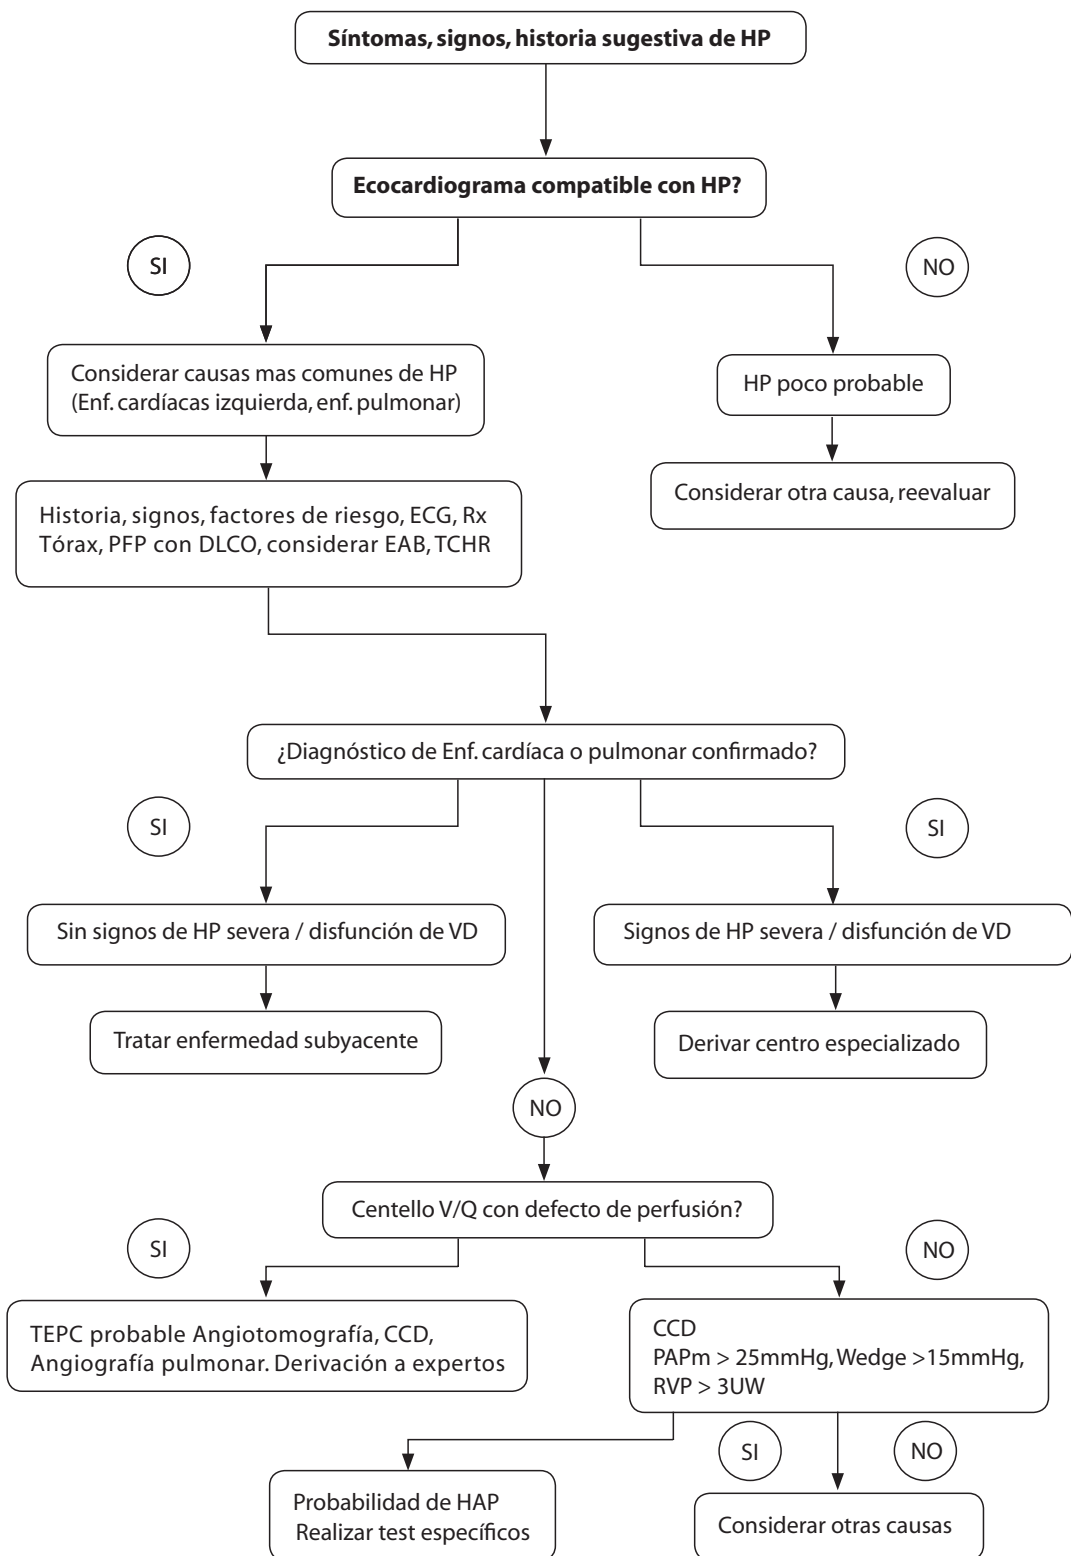 Síntomas, signos, historia sugestiva de HP
Ecocardiograma compatible con HP?
SI
NO
Considerar causas mas comunes de HP
(Enf. cardíacas izquierda, enf. pulmonar)
HP poco probable
Considerar otra causa, reevaluar
Historia, signos, factores de riesgo, ECG, Rx
Tórax, PFP con DLCO, considerar EAB, TCHR
¿Diagnóstico de Enf. cardíaca o pulmonar confirmado?
SI
SI
Sin signos de HP severa / disfunción de VD
Signos de HP severa / disfunción de VD
Tratar enfermedad subyacente
Derivar centro especializado
NO
Centello V/Q con defecto de perfusión?
SI
NO
TEPC probable Angiotomografía, CCD,
Angiografía pulmonar. Derivación a expertos
CCD
PAPm > 25mmHg, Wedge >15mmHg,
RVP > 3UW
SI
NO
Probabilidad de HAP
Realizar test específicos
Considerar otras causas